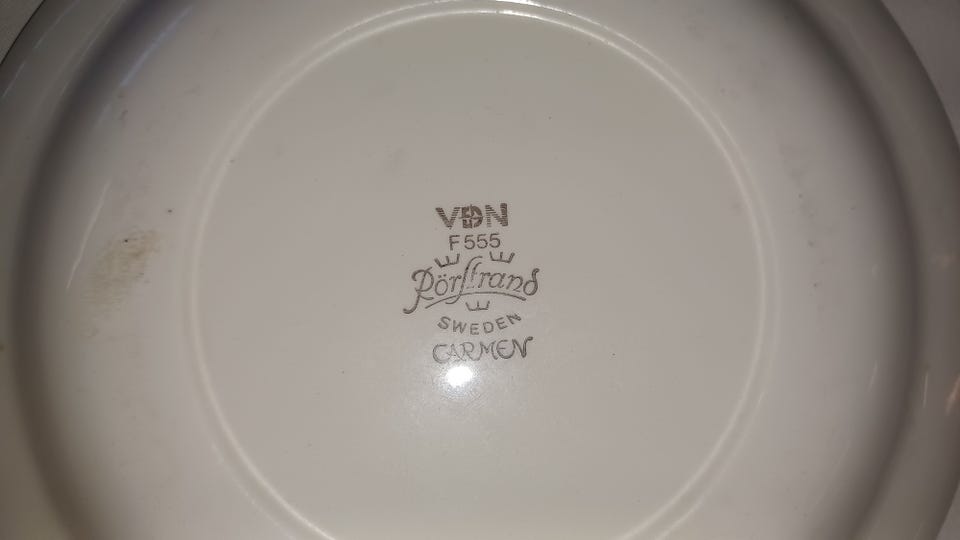 VDN
F555
Rörstrand
SWEDEN
CARMEN